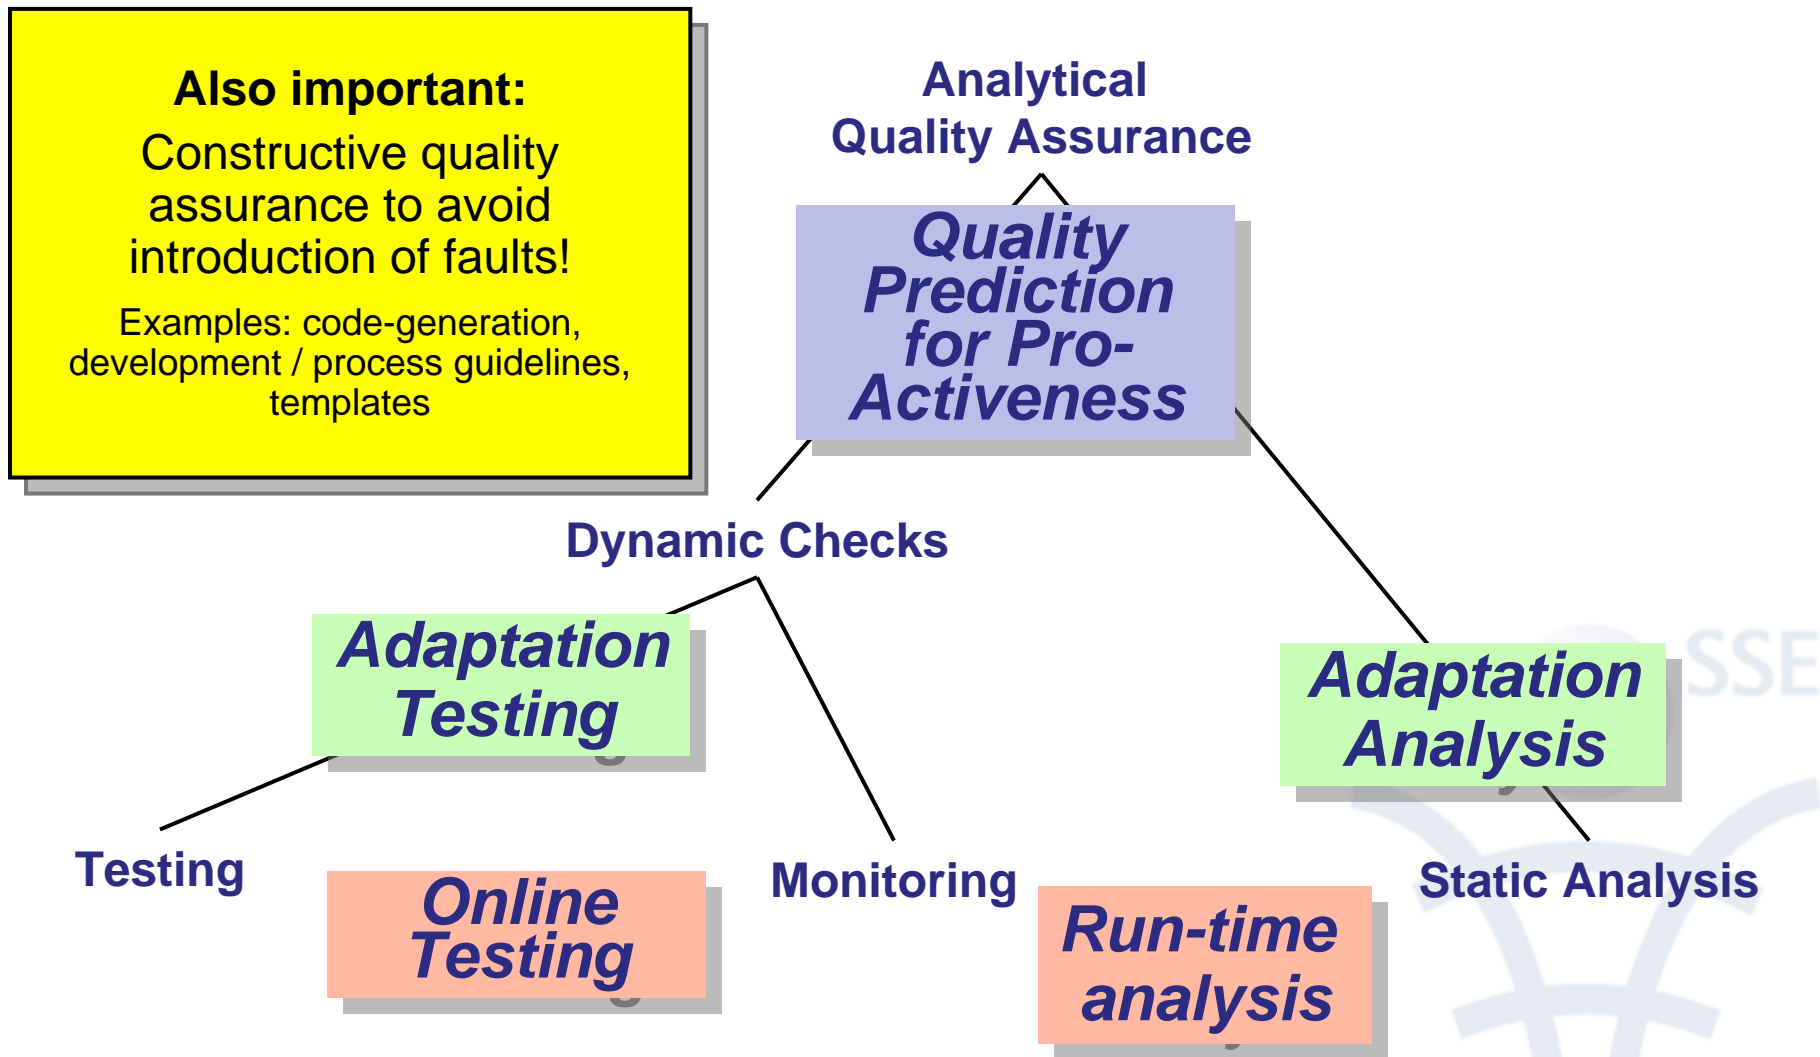 Also important:
Constructive quality
assurance to avoid
introduction of faults!
Examples: code-generation,
development / process guidelines,
templates
Analytical
Quality Assurance
Quality
Prediction
for Pro-
Activeness
Dynamic Checks
Adaptation
Testing
Adaptation
Analysis
SSE
Testing
Online
Testing
Monitoring
Run-time
analysis
Static Analysis